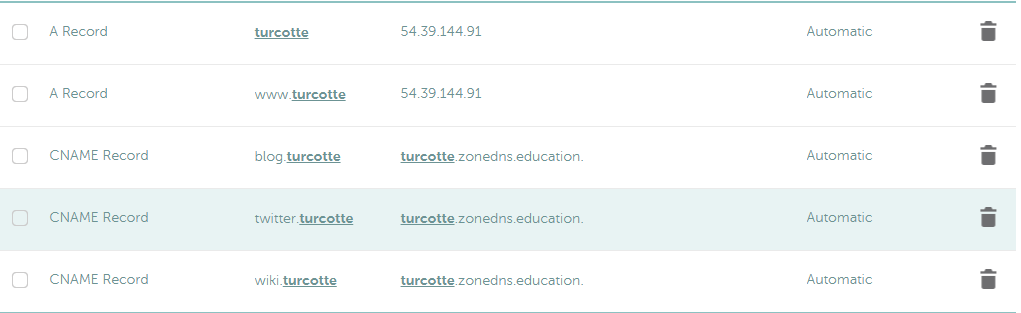 A Record turcotte 54.39.144.91 Automatic
A Record www.turcotte 54.39.144.91 Automatic
CNAME Record blog.turcotte turcotte.zonedns.education. Automatic
CNAME Record twitter.turcotte turcotte.zonedns.education. Automatic
CNAME Record wiki.turcotte turcotte.zonedns.education. Automatic